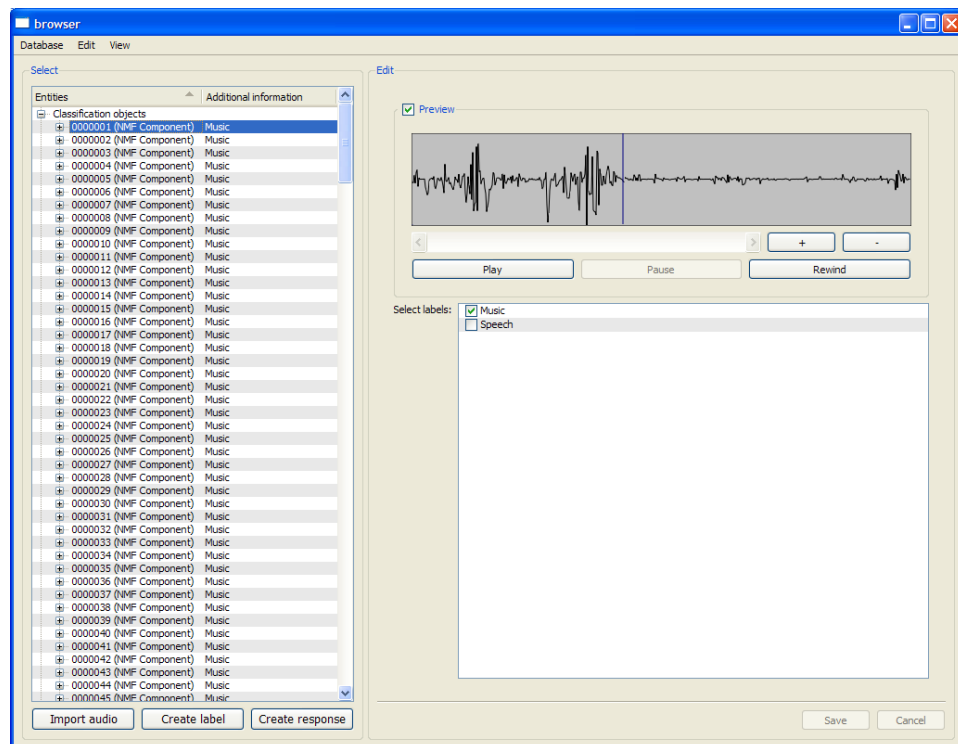 browser
Database Edit View
Select
Entities Additional information
Classification objects
0000001 (NMF Component) Music
0000002 (NMF Component) Music
0000003 (NMF Component) Music
0000004 (NMF Component) Music
0000005 (NMF Component) Music
0000006 (NMF Component) Music
0000007 (NMF Component) Music
0000008 (NMF Component) Music
0000009 (NMF Component) Music
0000010 (NMF Component) Music
0000011 (NMF Component) Music
0000012 (NMF Component) Music
0000013 (NMF Component) Music
0000014 (NMF Component) Music
0000015 (NMF Component) Music
0000016 (NMF Component) Music
0000017 (NMF Component) Music
0000018 (NMF Component) Music
0000019 (NMF Component) Music
0000020 (NMF Component) Music
0000021 (NMF Component) Music
0000022 (NMF Component) Music
0000023 (NMF Component) Music
0000024 (NMF Component) Music
0000025 (NMF Component) Music
0000026 (NMF Component) Music
0000027 (NMF Component) Music
0000028 (NMF Component) Music
0000029 (NMF Component) Music
0000030 (NMF Component) Music
0000031 (NMF Component) Music
0000032 (NMF Component) Music
0000033 (NMF Component) Music
0000034 (NMF Component) Music
0000035 (NMF Component) Music
0000036 (NMF Component) Music
0000037 (NMF Component) Music
0000038 (NMF Component) Music
0000039 (NMF Component) Music
0000040 (NMF Component) Music
0000041 (NMF Component) Music
0000042 (NMF Component) Music
0000043 (NMF Component) Music
0000044 (NMF Component) Music
0000045 (NMF Component) Music
Import audio Create label Create response
Edit
Preview
+ -
Play Pause Rewind
Select labels: Music
Speech
Save Cancel